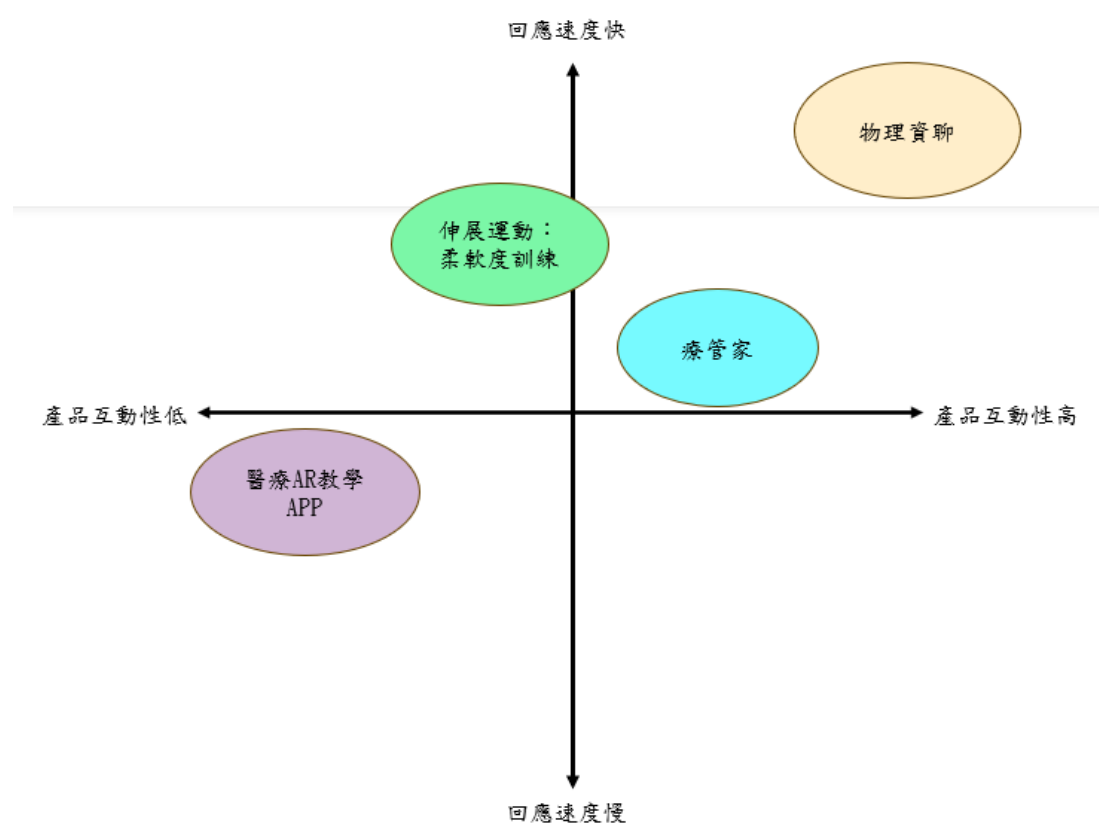 回應速度快
物理資聊
伸展運動：
柔軟度訓練
療管家
產品互動性低
產品互動性高
醫療AR教學
APP
回應速度慢